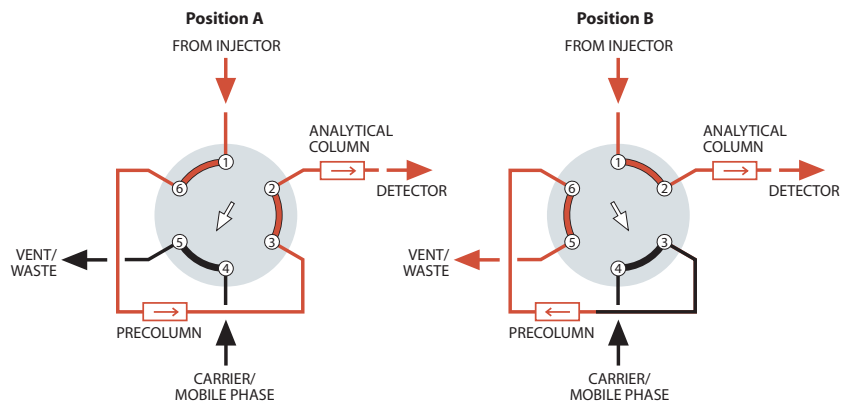 Position A
FROM INJECTOR
1
2
3
4
5
6
ANALYTICAL
COLUMN
DETECTOR
VENT/
WASTE
PRECOLUMN
CARRIER/
MOBILE PHASE
Position B
FROM INJECTOR
1
2
3
4
5
6
ANALYTICAL
COLUMN
DETECTOR
VENT/
WASTE
PRECOLUMN
CARRIER/
MOBILE PHASE